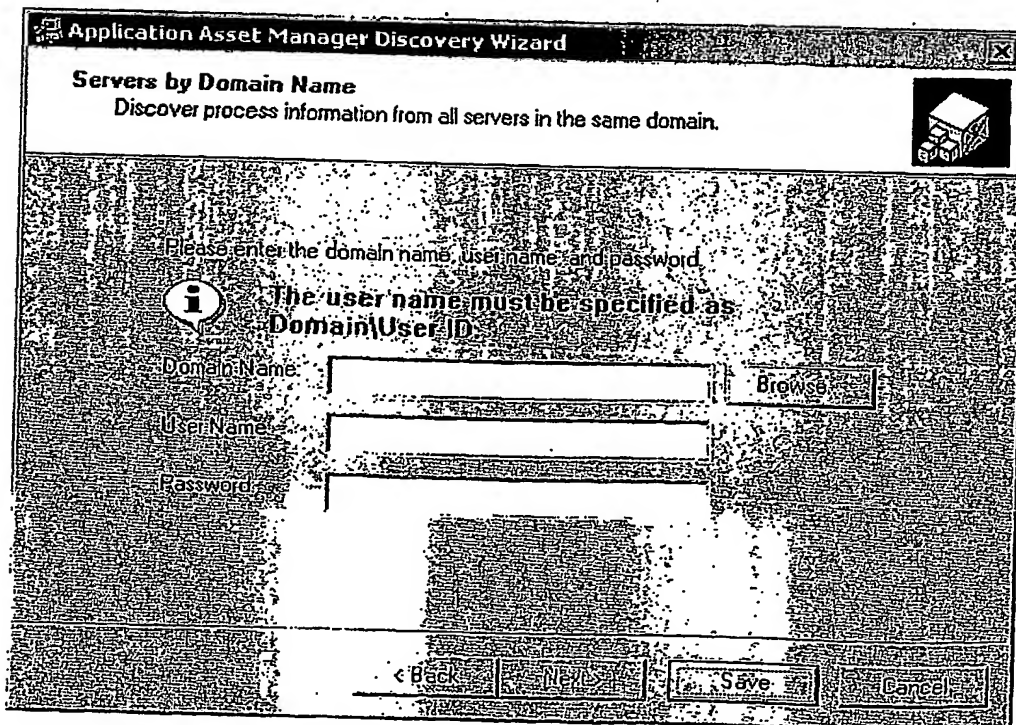 Application Asset Manager Discovery Wizard
Servers by Domain Name
Discover process information from all servers in the same domain.
Please enter the domain name, user name, and password.
The user name must be specified as
Domain\User ID
Domain Name
Browse
User Name
Password
< Back Next > Save Cancel